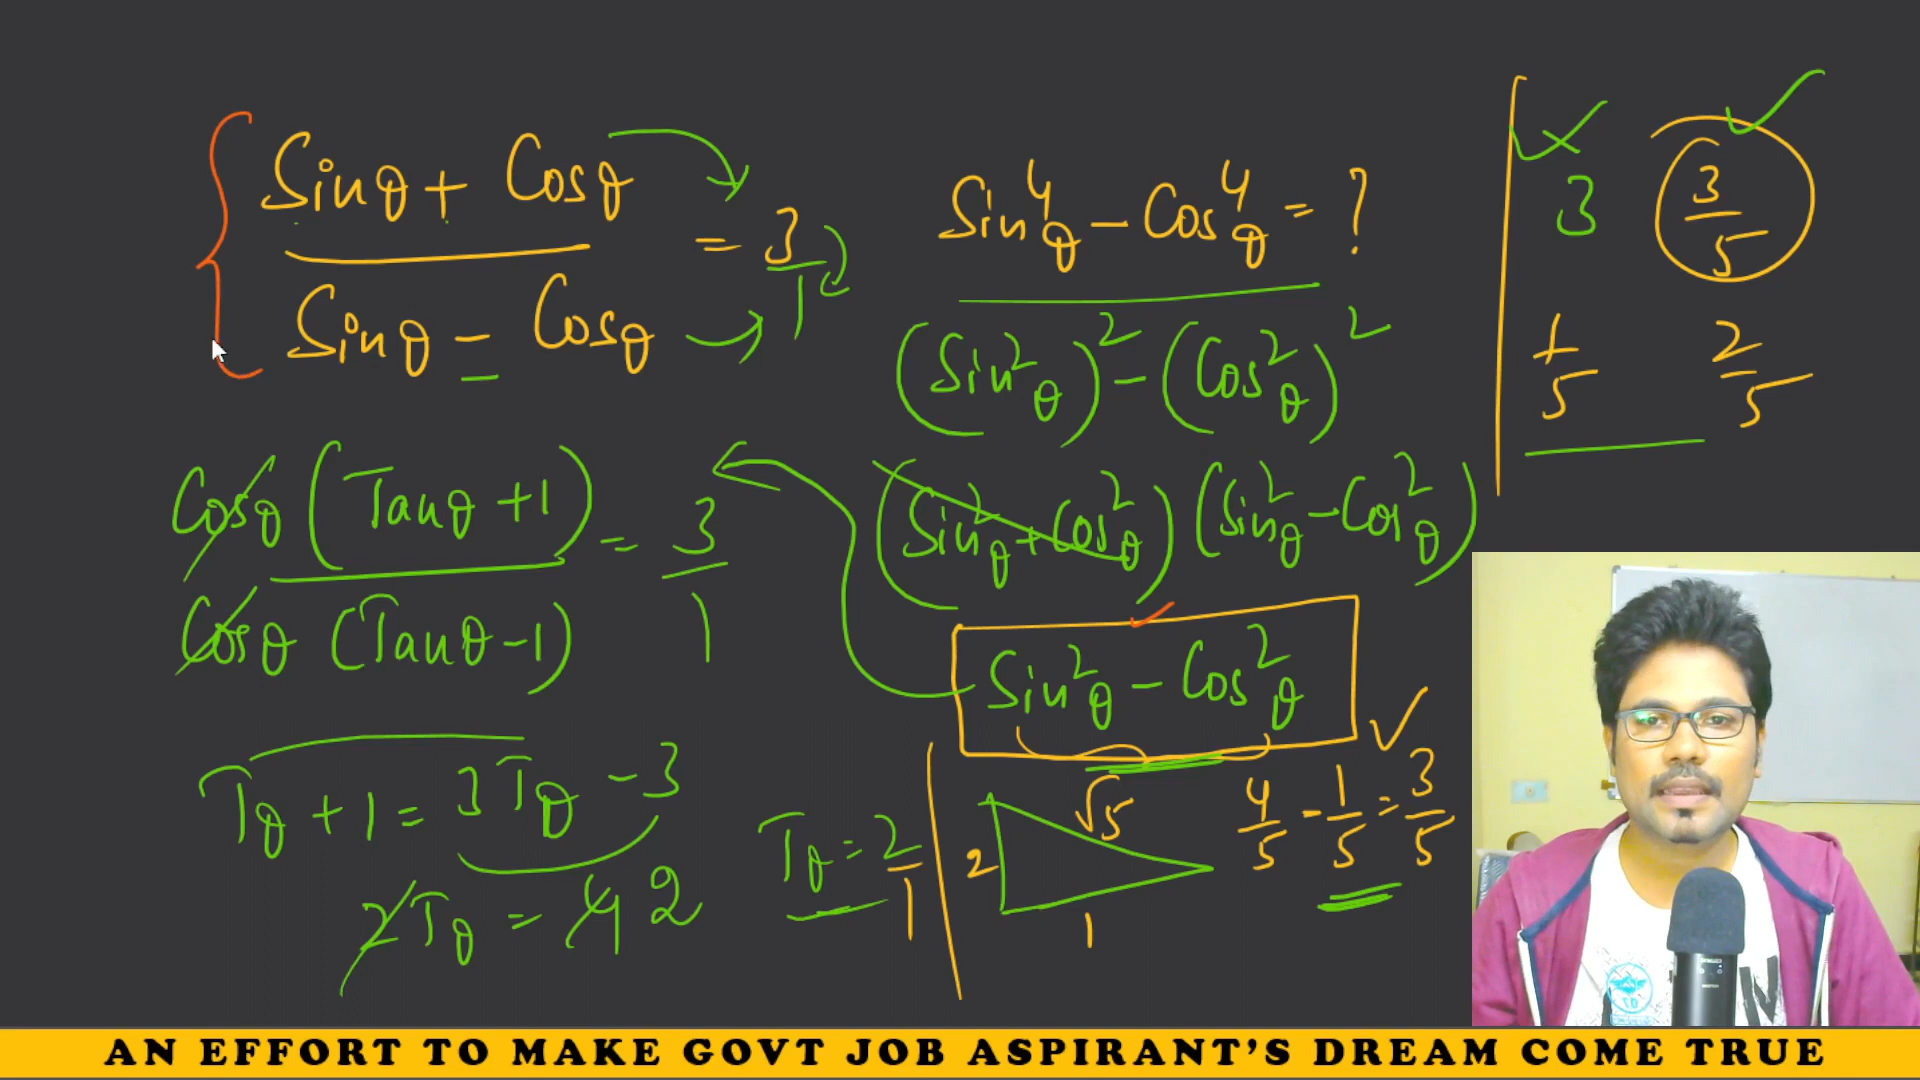 Sinθ + Cosθ / Sinθ - Cosθ = 3/1
Sin⁴θ - Cos⁴θ = ?
(Sin²θ)² - (Cos²θ)²
(Sin²θ + Cos²θ) (Sin²θ - Cos²θ)
Sin²θ - Cos²θ
Cosθ (Tanθ + 1) / Cosθ (Tanθ - 1) = 3/1
Tθ + 1 = 3Tθ - 3
2Tθ = 4 2
Tθ = 2/1
2
√5
1
4/5 - 1/5 = 3/5
3
3/5
1/5
2/5
AN EFFORT TO MAKE GOVT JOB ASPIRANT'S DREAM COME TRUE